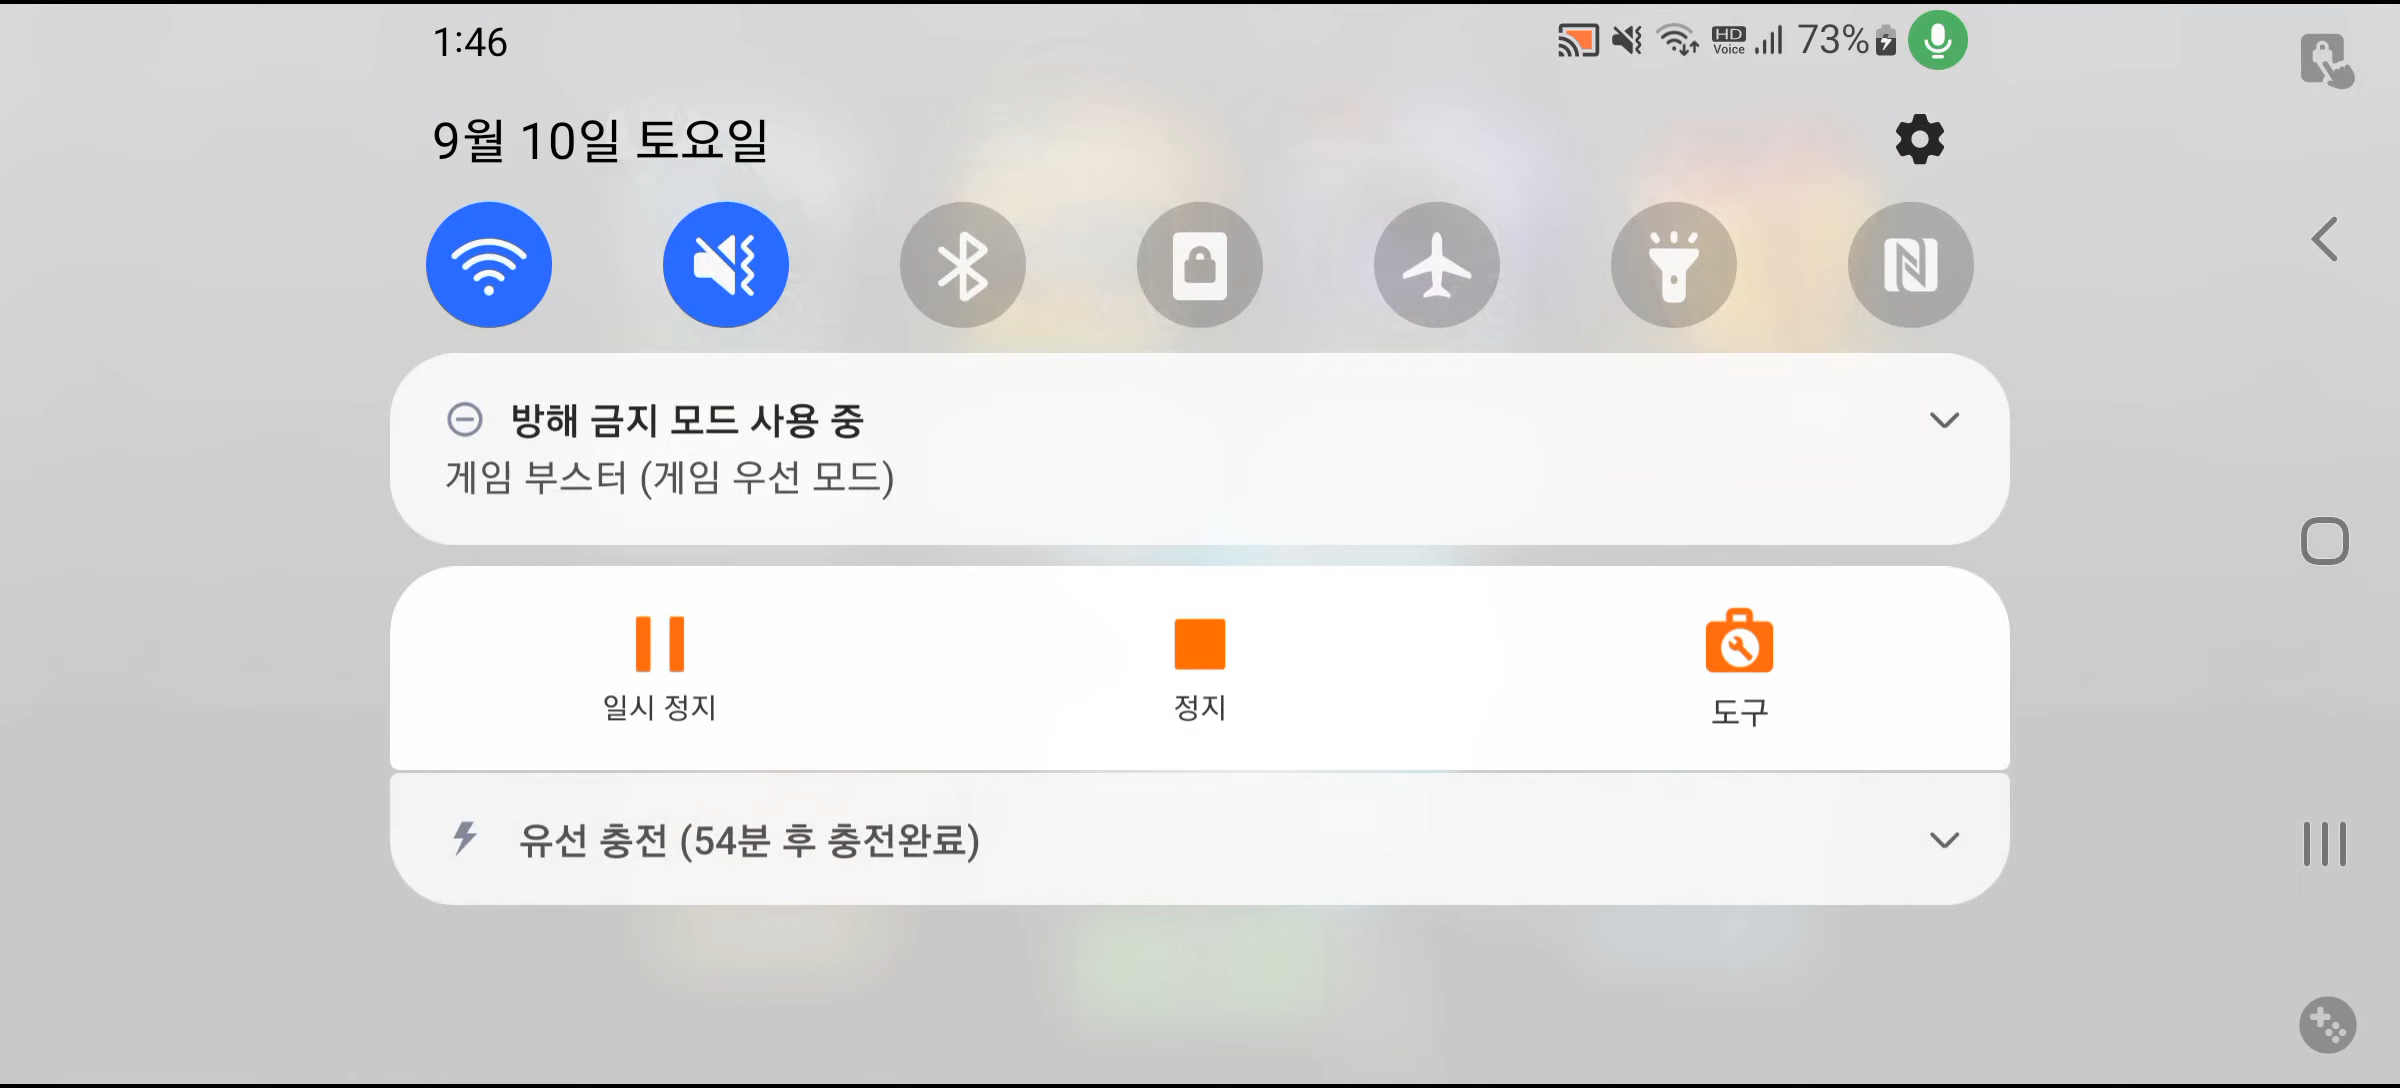 1:46
HD Voice 73%
9월 10일 토요일
방해 금지 모드 사용 중
게임 부스터 (게임 우선 모드)
일시 정지 정지 도구
유선 충전 (54분 후 충전완료)